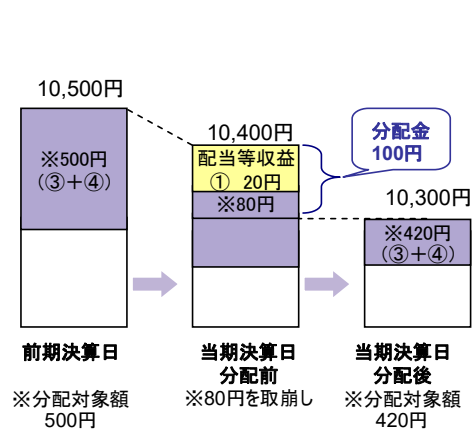 10,500円
※500円
(③+④)
10,400円
配当等収益
① 20円
※80円
分配金
100円
10,300円
※420円
(③+④)
前期決算日
※分配対象額
500円
当期決算日
分配前
※80円を取崩し
当期決算日
分配後
※分配対象額
420円